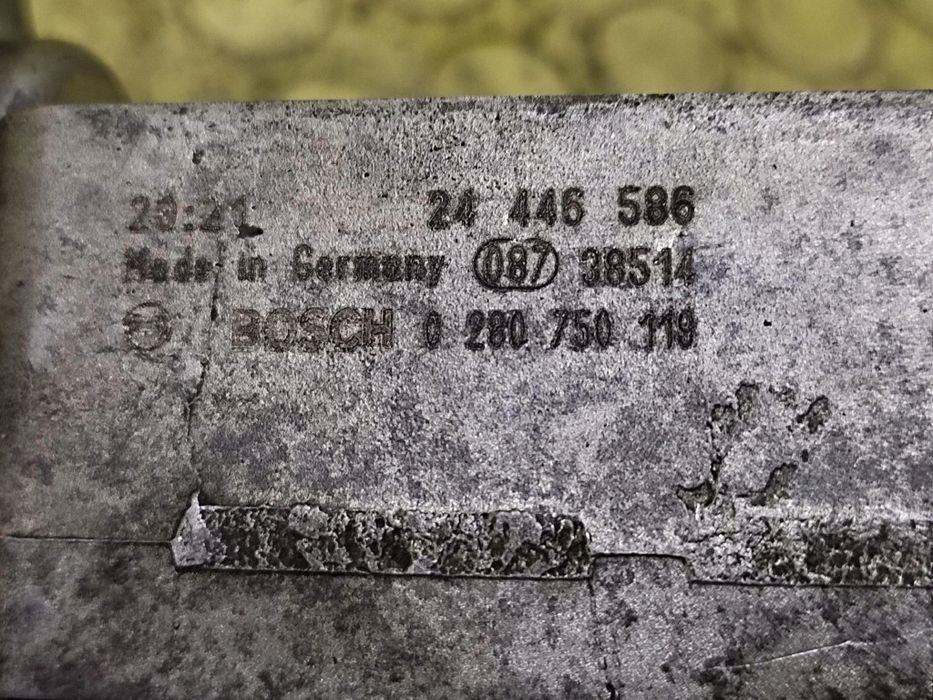 23:21 24 446 586
Made in Germany 087 38514
BOSCH 0 280 750 119